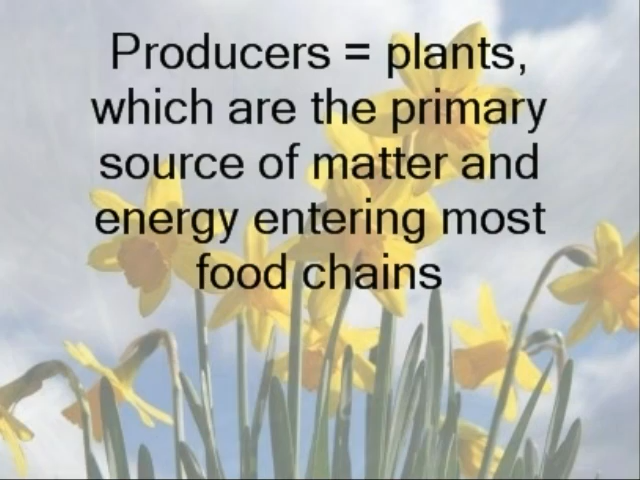 Producers = plants,
which are the primary
source of matter and
energy entering most
food chains